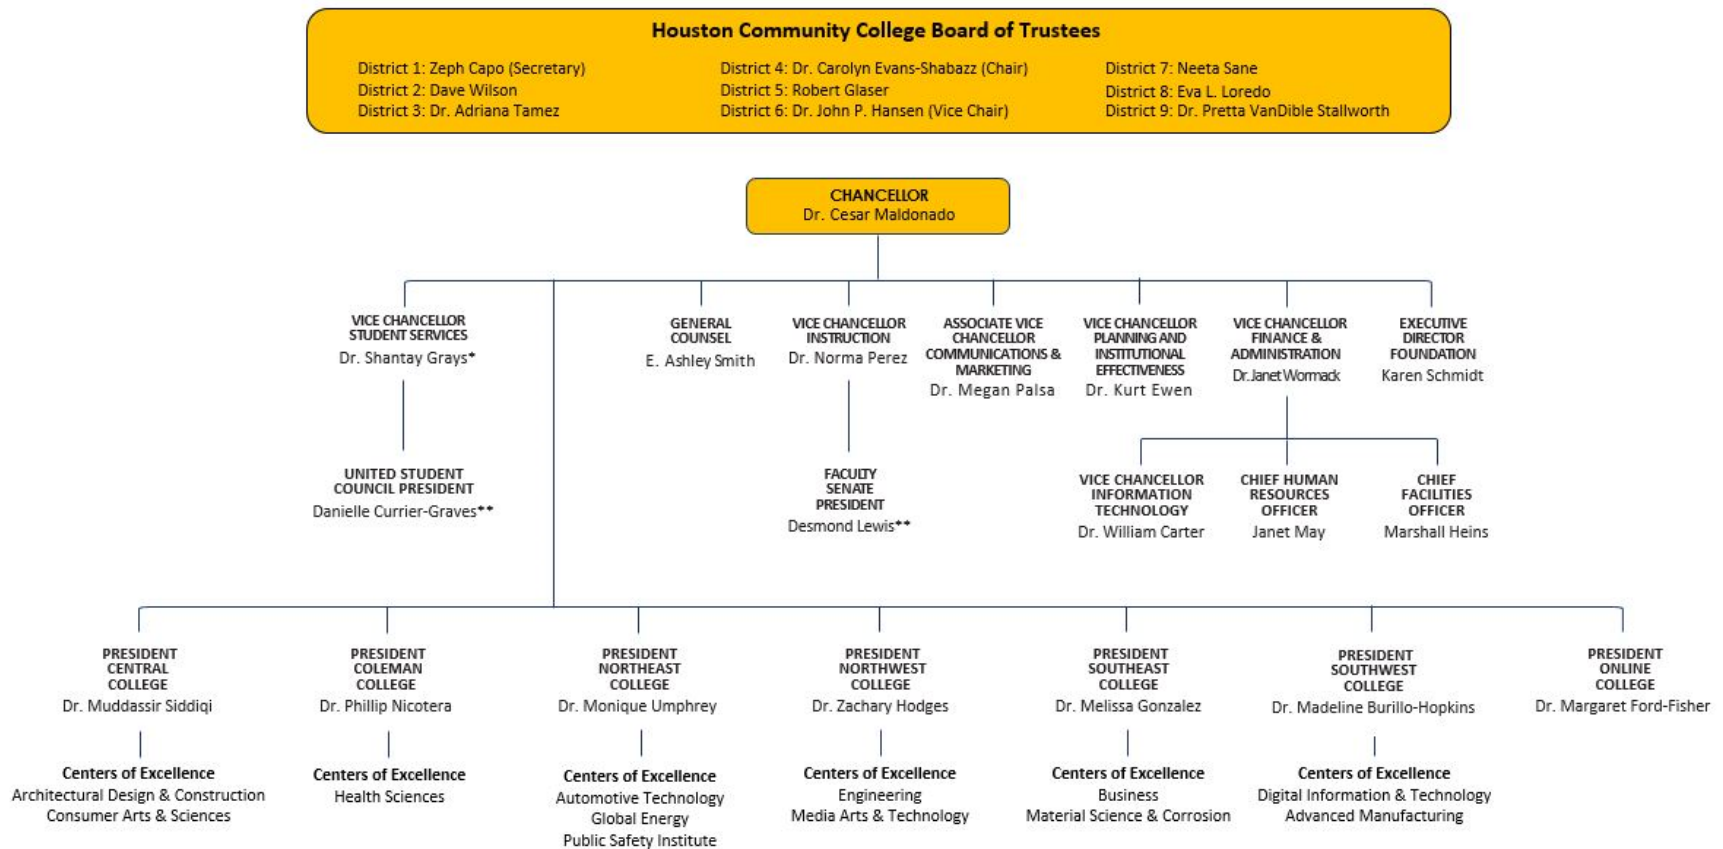 Houston Community College Board of Trustees
District 1: Zeph Capo (Secretary)
District 2: Dave Wilson
District 3: Dr. Adriana Tamez
District 4: Dr. Carolyn Evans-Shabazz (Chair)
District 5: Robert Glaser
District 6: Dr. John P. Hansen (Vice Chair)
District 7: Neeta Sane
District 8: Eva L. Loredo
District 9: Dr. Pretta VanDible Stallworth
CHANCELLOR
Dr. Cesar Maldonado
VICE CHANCELLOR
STUDENT SERVICES
Dr. Shantay Grays*
GENERAL
COUNSEL
E. Ashley Smith
VICE CHANCELLOR
INSTRUCTION
Dr. Norma Perez
ASSOCIATE VICE
CHANCELLOR
COMMUNICATIONS &
MARKETING
Dr. Megan Palsa
VICE CHANCELLOR
PLANNING AND
INSTITUTIONAL
EFFECTIVENESS
Dr. Kurt Ewen
VICE CHANCELLOR
FINANCE &
ADMINISTRATION
Dr. Janet Wormack
EXECUTIVE
DIRECTOR
FOUNDATION
Karen Schmidt
UNITED STUDENT
COUNCIL PRESIDENT
Danielle Currier-Graves**
FACULTY
SENATE
PRESIDENT
Desmond Lewis**
VICE CHANCELLOR
INFORMATION
TECHNOLOGY
Dr. William Carter
CHIEF HUMAN
RESOURCES
OFFICER
Janet May
CHIEF
FACILITIES
OFFICER
Marshall Heins
PRESIDENT
CENTRAL
COLLEGE
Dr. Muddassir Siddiqi
PRESIDENT
COLEMAN
COLLEGE
Dr. Phillip Nicotera
PRESIDENT
NORTHEAST
COLLEGE
Dr. Monique Umphrey
PRESIDENT
NORTHWEST
COLLEGE
Dr. Zachary Hodges
PRESIDENT
SOUTHEAST
COLLEGE
Dr. Melissa Gonzalez
PRESIDENT
SOUTHWEST
COLLEGE
Dr. Madeline Burillo-Hopkins
PRESIDENT
ONLINE
COLLEGE
Dr. Margaret Ford-Fisher
Centers of Excellence
Architectural Design & Construction
Consumer Arts & Sciences
Centers of Excellence
Health Sciences
Centers of Excellence
Automotive Technology
Global Energy
Public Safety Institute
Centers of Excellence
Engineering
Media Arts & Technology
Centers of Excellence
Business
Material Science & Corrosion
Centers of Excellence
Digital Information & Technology
Advanced Manufacturing